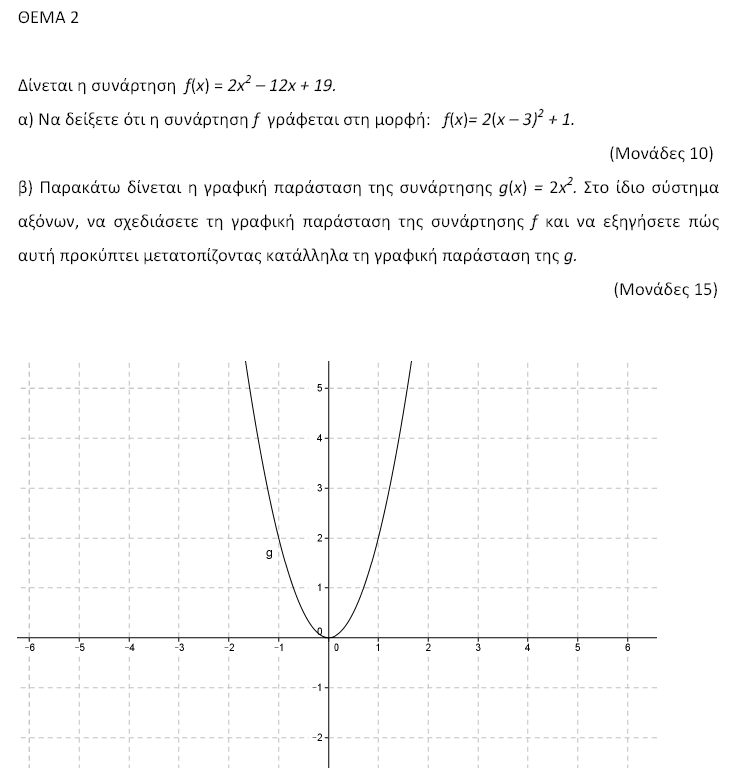 ΘΕΜΑ 2
Δίνεται η συνάρτηση f(x) = 2x² – 12x + 19.
α) Να δείξετε ότι η συνάρτηση f γράφεται στη μορφή: f(x)= 2(x – 3)² + 1.
(Μονάδες 10)
β) Παρακάτω δίνεται η γραφική παράσταση της συνάρτησης g(x) = 2x². Στο ίδιο σύστημα
αξόνων, να σχεδιάσετε τη γραφική παράσταση της συνάρτησης f και να εξηγήσετε πώς
αυτή προκύπτει μετατοπίζοντας κατάλληλα τη γραφική παράσταση της g.
(Μονάδες 15)
5
4
3
2
g
1
0
–6 –5 –4 –3 –2 –1 0 1 2 3 4 5 6
–1
–2